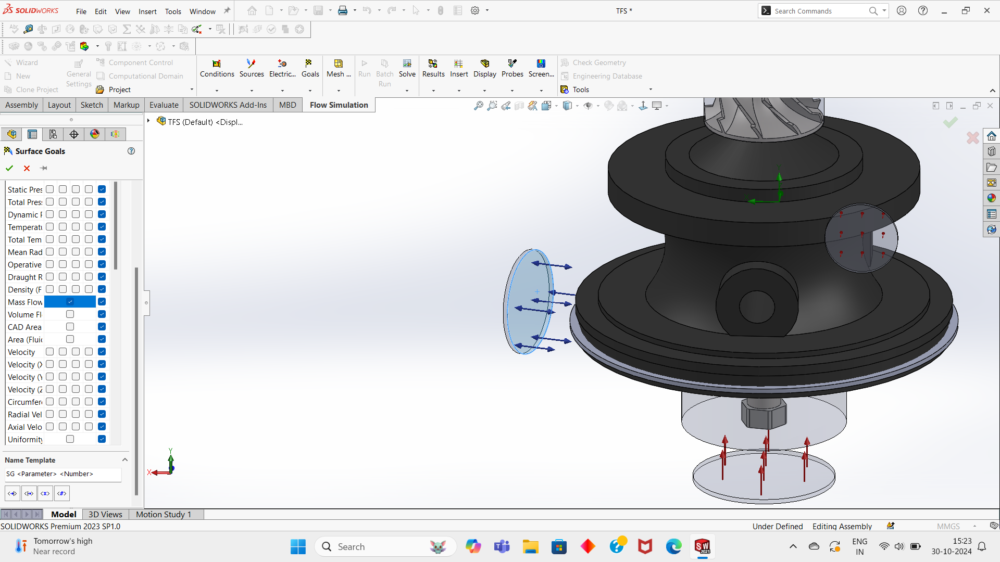 SOLIDWORKS File Edit View Insert Tools Window TFS * Search Commands
Wizard Component Control Check Geometry
New General Settings Computational Domain Conditions Sources Electric... Goals Mesh ... Run Batch Run Solve Results Insert Display Probes Screen... Engineering Database
Clone Project Project Tools
Assembly Layout Sketch Markup Evaluate SOLIDWORKS Add-Ins MBD Flow Simulation
TFS (Default) <Displ...
Surface Goals
Static Pres
Total Pres
Dynamic P
Temperatu
Total Tem
Mean Rad
Operative
Draught R
Density (F
Mass Flow
Volume Fl
CAD Area
Area (Fluid
Velocity
Velocity (X
Velocity (Y
Velocity (Z
Circumfere
Radial Vel
Axial Velo
Uniformity
Name Template
SG <Parameter> <Number>
Y
X
Model 3D Views Motion Study 1
SOLIDWORKS Premium 2023 SP1.0 Under Defined Editing Assembly MMGS
Tomorrow's high
Near record
Search
SW
2023
ENG
IN
15:23
30-10-2024